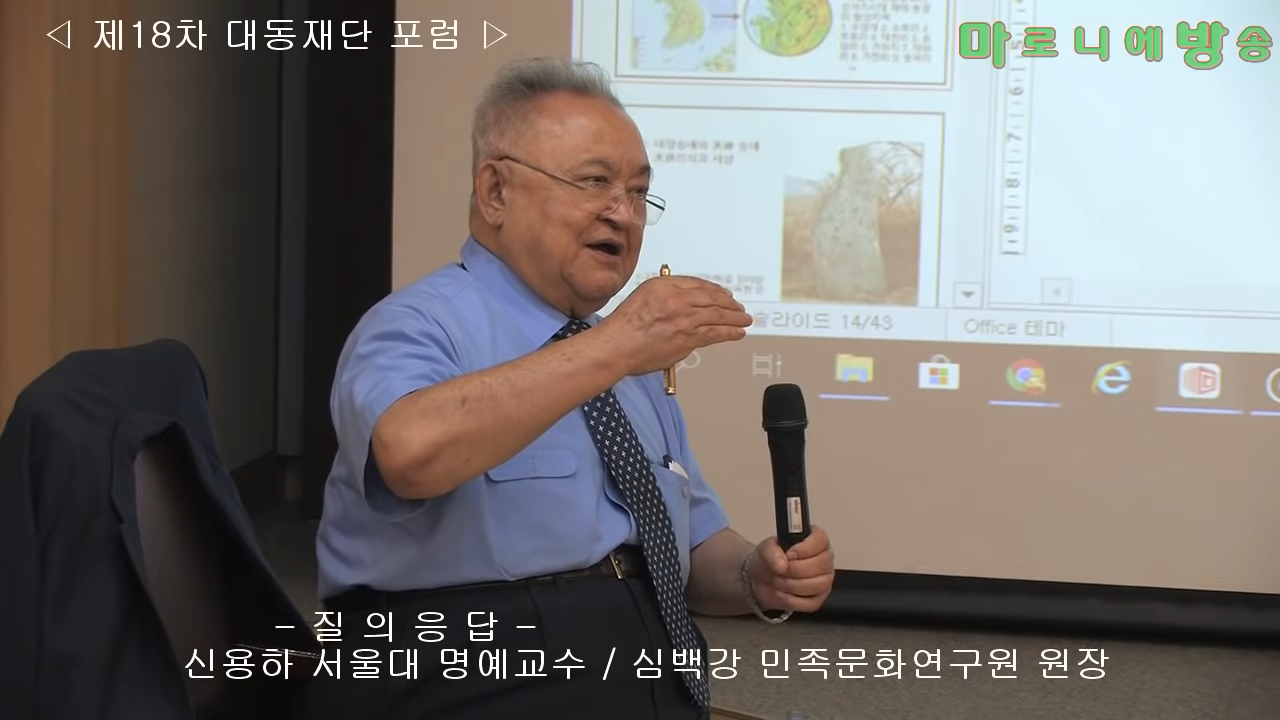 ◁ 제18차 대동재단 포럼 ▷
마로니에방송
슬라이드 14/43
Office 테마
- 질 의 응 답 -
신용하 서울대 명예교수 / 심백강 민족문화연구원 원장